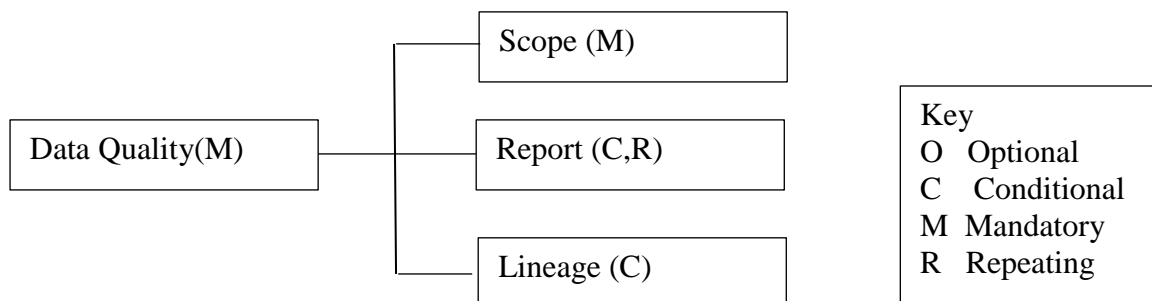 Scope (M)
Data Quality(M)
Report (C,R)
Lineage (C)
Key
O Optional
C Conditional
M Mandatory
R Repeating